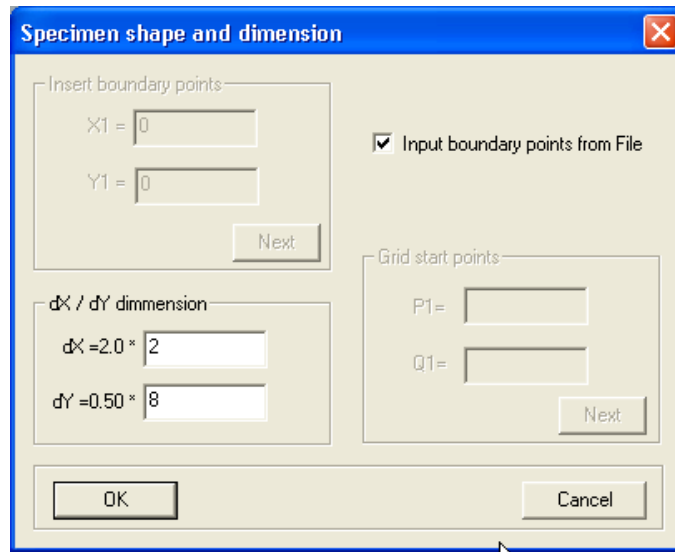 Specimen shape and dimension
Insert boundary points
X1 = 0
Y1 = 0
Next
Input boundary points from File
Grid start points
P1=
Q1=
Next
dX / dY dimmension
dX =2.0 * 2
dY =0.50 * 8
OK
Cancel